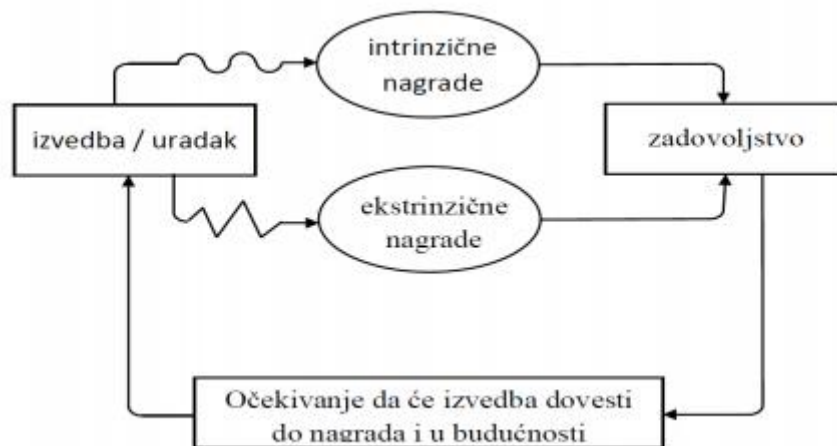 intrinzične
nagrade
izvedba / uradak
zadovoljstvo
ekstrinzične
nagrade
Očekivanje da će izvedba dovesti
do nagrada i u budućnosti